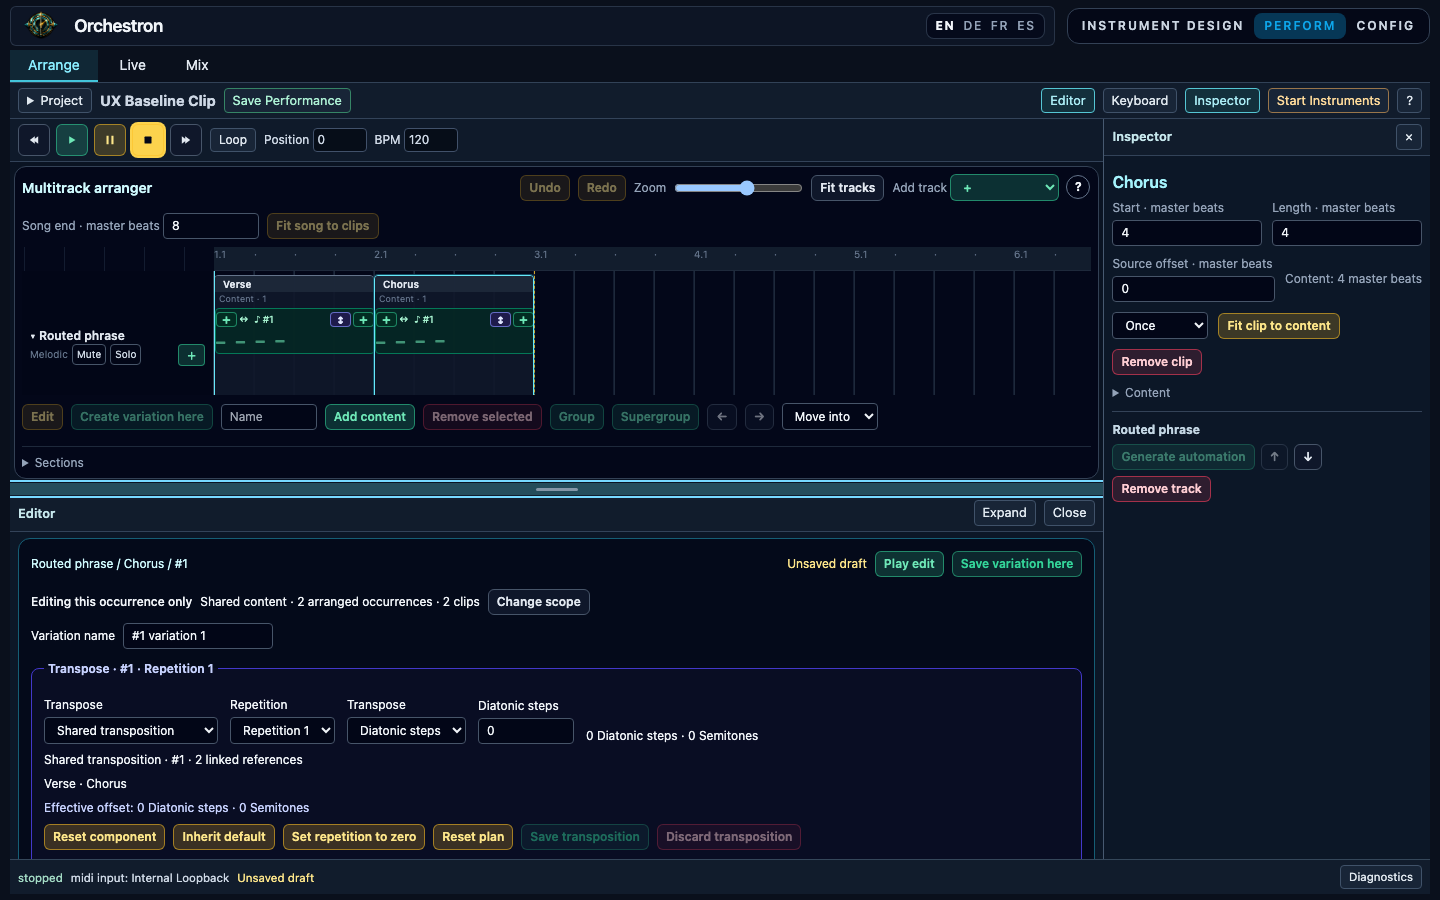 Orchestron
EN DE FR ES
INSTRUMENT DESIGN PERFORM CONFIG
Arrange Live Mix
Project UX Baseline Clip Save Performance
Editor Keyboard Inspector Start Instruments ?
Loop Position 0 BPM 120
Inspector ×
Multitrack arranger Undo Redo Zoom Fit tracks Add track + ?
Song end · master beats 8 Fit song to clips
1.1 2.1 3.1 4.1 5.1 6.1
Verse Chorus
Content · 1 Content · 1
+ ↔ ♪ #1 ↕ + + ↔ ♪ #1 ↕ +
Routed phrase
Melodic Mute Solo +
Edit Create variation here Name Add content Remove selected Group Supergroup ← → Move into
Sections
Chorus
Start · master beats Length · master beats
4 4
Source offset · master beats
0 Content: 4 master beats
Once Fit clip to content
Remove clip
Content
Routed phrase
Generate automation ↑ ↓
Remove track
Editor Expand Close
Routed phrase / Chorus / #1 Unsaved draft Play edit Save variation here
Editing this occurrence only Shared content · 2 arranged occurrences · 2 clips Change scope
Variation name #1 variation 1
Transpose · #1 · Repetition 1
Transpose Repetition Transpose Diatonic steps
Shared transposition Repetition 1 Diatonic steps 0 0 Diatonic steps · 0 Semitones
Shared transposition · #1 · 2 linked references
Verse · Chorus
Effective offset: 0 Diatonic steps · 0 Semitones
Reset component Inherit default Set repetition to zero Reset plan Save transposition Discard transposition
stopped midi input: Internal Loopback Unsaved draft Diagnostics